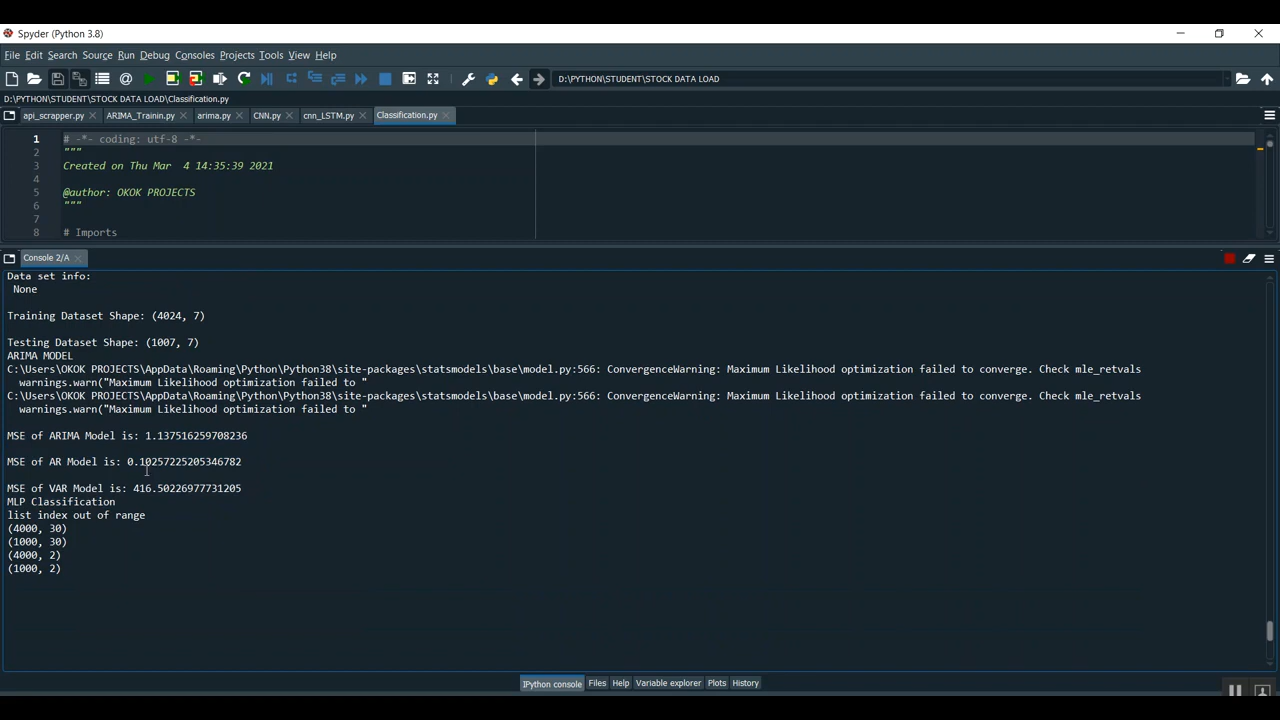 Spyder (Python 3.8)
File Edit Search Source Run Debug Consoles Projects Tools View Help
D:\PYTHON\STUDENT\STOCK DATA LOAD
D:\PYTHON\STUDENT\STOCK DATA LOAD\Classification.py
api_scrapper.py ARIMA_Trainin.py arima.py CNN.py cnn_LSTM.py Classification.py
1 # -*- coding: utf-8 -*-
2 """
3 Created on Thu Mar 4 14:35:39 2021
4
5 @author: OKOK PROJECTS
6 """
7
8 # Imports
Console 2/A
Data set info:
None
Training Dataset Shape: (4024, 7)
Testing Dataset Shape: (1007, 7)
ARIMA MODEL
C:\Users\OKOK PROJECTS\AppData\Roaming\Python\Python38\site-packages\statsmodels\base\model.py:566: ConvergenceWarning: Maximum Likelihood optimization failed to converge. Check mle_retvals
warnings.warn("Maximum Likelihood optimization failed to "
C:\Users\OKOK PROJECTS\AppData\Roaming\Python\Python38\site-packages\statsmodels\base\model.py:566: ConvergenceWarning: Maximum Likelihood optimization failed to converge. Check mle_retvals
warnings.warn("Maximum Likelihood optimization failed to "
MSE of ARIMA Model is: 1.137516259708236
MSE of AR Model is: 0.10257225205346782
MSE of VAR Model is: 416.50226977731205
MLP Classification
list index out of range
(4000, 30)
(1000, 30)
(4000, 2)
(1000, 2)
IPython console Files Help Variable explorer Plots History